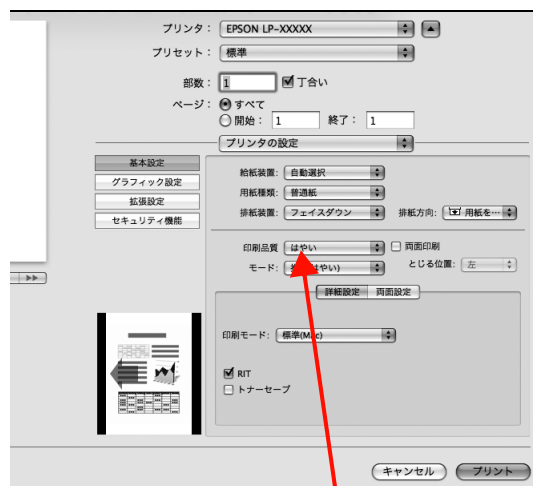 プリンタ： EPSON LP-XXXXX
プリセット： 標準
部数： 1 丁合い
ページ： すべて
開始： 1 終了： 1
プリンタの設定
基本設定
グラフィック設定
拡張設定
セキュリティ機能
給紙装置： 自動選択
用紙種類： 普通紙
排紙装置： フェイスダウン 排紙方向： 用紙を…
印刷品質 はやい 両面印刷
モード： はやい) とじる位置： 左
詳細設定 両面設定
印刷モード： 標準(Mac)
RIT
トナーセーブ
キャンセル プリント